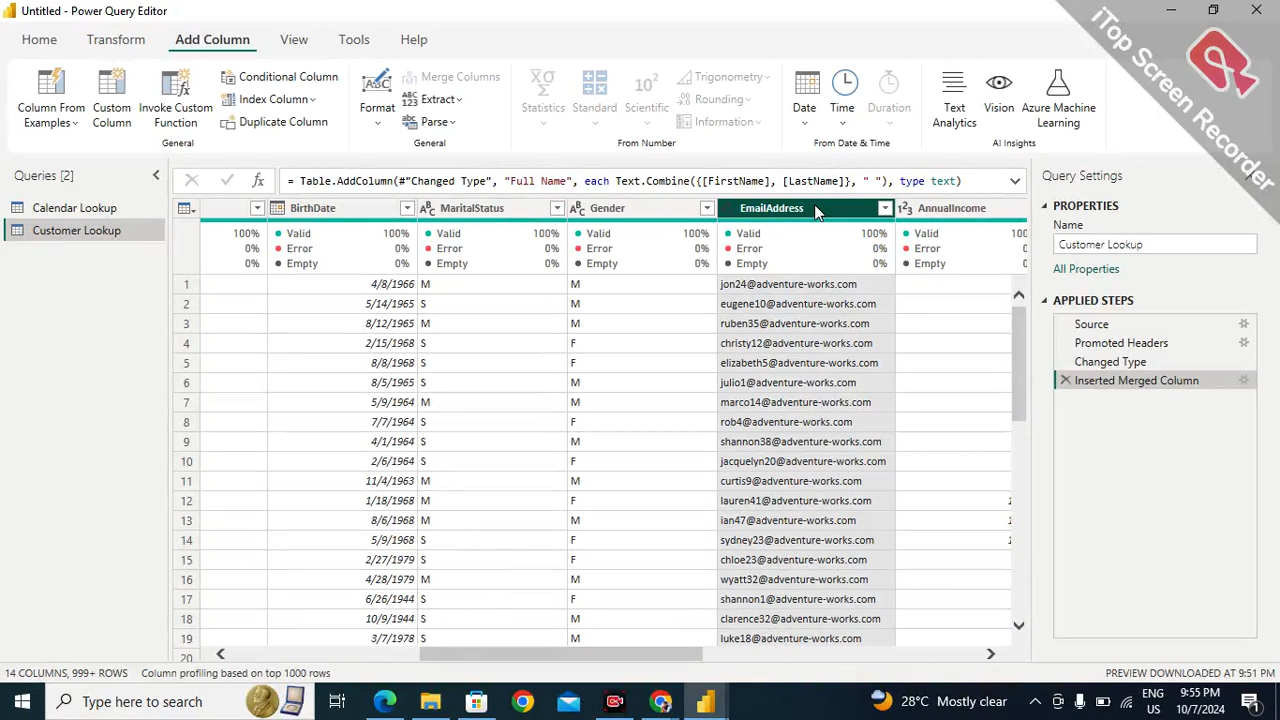 Untitled - Power Query Editor
iTop Screen Recorder
Home Transform Add Column View Tools Help
Column From Examples
Custom Column
Invoke Custom Function
Conditional Column
Index Column
Duplicate Column
General
Format
Merge Columns
Extract
Parse
General
Statistics
Standard
Scientific
Trigonometry
Rounding
Information
From Number
Date
Time
Duration
From Date & Time
Text Analytics
Vision
Azure Machine Learning
AI Insights
Queries [2]
Calendar Lookup
Customer Lookup
= Table.AddColumn(#"Changed Type", "Full Name", each Text.Combine({[FirstName], [LastName]}, " "), type text)
BirthDate MaritalStatus Gender EmailAddress AnnualIncome
100% Valid 100% Valid 100% Valid 100% Valid 100% Valid
0% Error 0% Error 0% Error 0% Error 0% Error
0% Empty 0% Empty 0% Empty 0% Empty 0% Empty
1 4/8/1966 M M jon24@adventure-works.com
2 5/14/1965 S M eugene10@adventure-works.com
3 8/12/1965 M M ruben35@adventure-works.com
4 2/15/1968 S F christy12@adventure-works.com
5 8/8/1968 S F elizabeth5@adventure-works.com
6 8/5/1965 S M julio1@adventure-works.com
7 5/9/1964 M M marco14@adventure-works.com
8 7/7/1964 S F rob4@adventure-works.com
9 4/1/1964 S M shannon38@adventure-works.com
10 2/6/1964 S F jacquelyn20@adventure-works.com
11 11/4/1963 M M curtis9@adventure-works.com
12 1/18/1968 M F lauren41@adventure-works.com
13 8/6/1968 M M ian47@adventure-works.com
14 5/9/1968 S F sydney23@adventure-works.com
15 2/27/1979 S F chloe23@adventure-works.com
16 4/28/1979 M M wyatt32@adventure-works.com
17 6/26/1944 S F shannon1@adventure-works.com
18 10/9/1944 S M clarence32@adventure-works.com
19 3/7/1978 S M luke18@adventure-works.com
20
Query Settings
PROPERTIES
Name
Customer Lookup
All Properties
APPLIED STEPS
Source
Promoted Headers
Changed Type
Inserted Merged Column
14 COLUMNS, 999+ ROWS Column profiling based on top 1000 rows
PREVIEW DOWNLOADED AT 9:51 PM
Type here to search
28°C Mostly clear
ENG
US
9:55 PM
10/7/2024